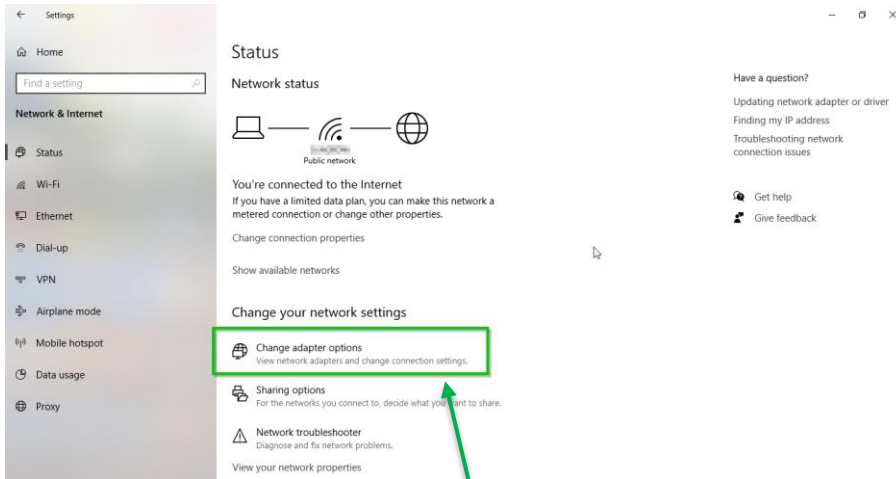 Settings
Home
Find a setting
Network & Internet
Status
Wi-Fi
Ethernet
Dial-up
VPN
Airplane mode
Mobile hotspot
Data usage
Proxy
Status
Network status
Public network
You're connected to the Internet
If you have a limited data plan, you can make this network a
metered connection or change other properties.
Change connection properties
Show available networks
Change your network settings
Change adapter options
View network adapters and change connection settings.
Sharing options
For the networks you connect to, decide what you want to share.
Network troubleshooter
Diagnose and fix network problems.
View your network properties
Have a question?
Updating network adapter or driver
Finding my IP address
Troubleshooting network
connection issues
Get help
Give feedback